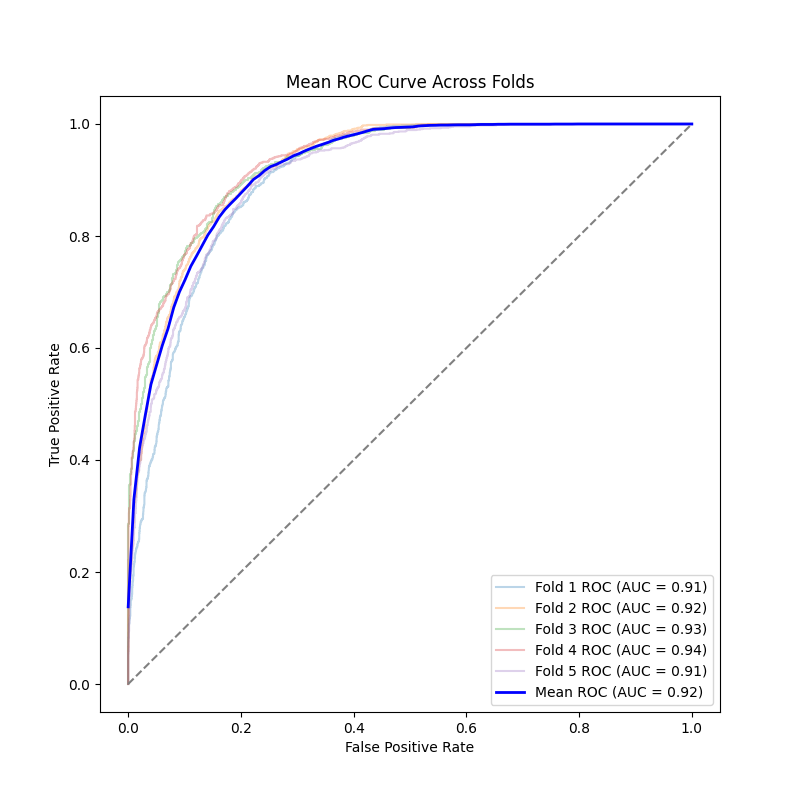 Mean ROC Curve Across Folds
True Positive Rate
1.0
0.8
0.6
0.4
0.2
0.0
0.0 0.2 0.4 0.6 0.8 1.0
False Positive Rate
Fold 1 ROC (AUC = 0.91)
Fold 2 ROC (AUC = 0.92)
Fold 3 ROC (AUC = 0.93)
Fold 4 ROC (AUC = 0.94)
Fold 5 ROC (AUC = 0.91)
Mean ROC (AUC = 0.92)